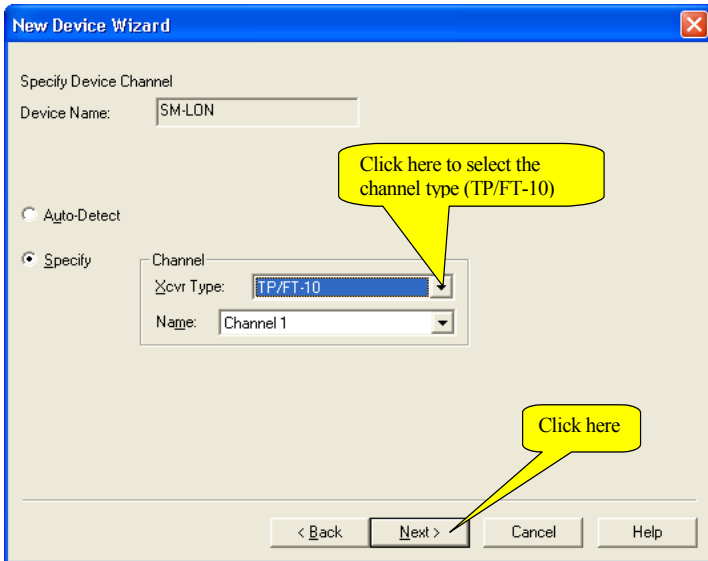 New Device Wizard
Specify Device Channel
Device Name: SM-LON
Click here to select the
channel type (TP/FT-10)
Auto-Detect
Specify
Channel
Xcvr Type: TP/FT-10
Name: Channel 1
Click here
< Back Next > Cancel Help